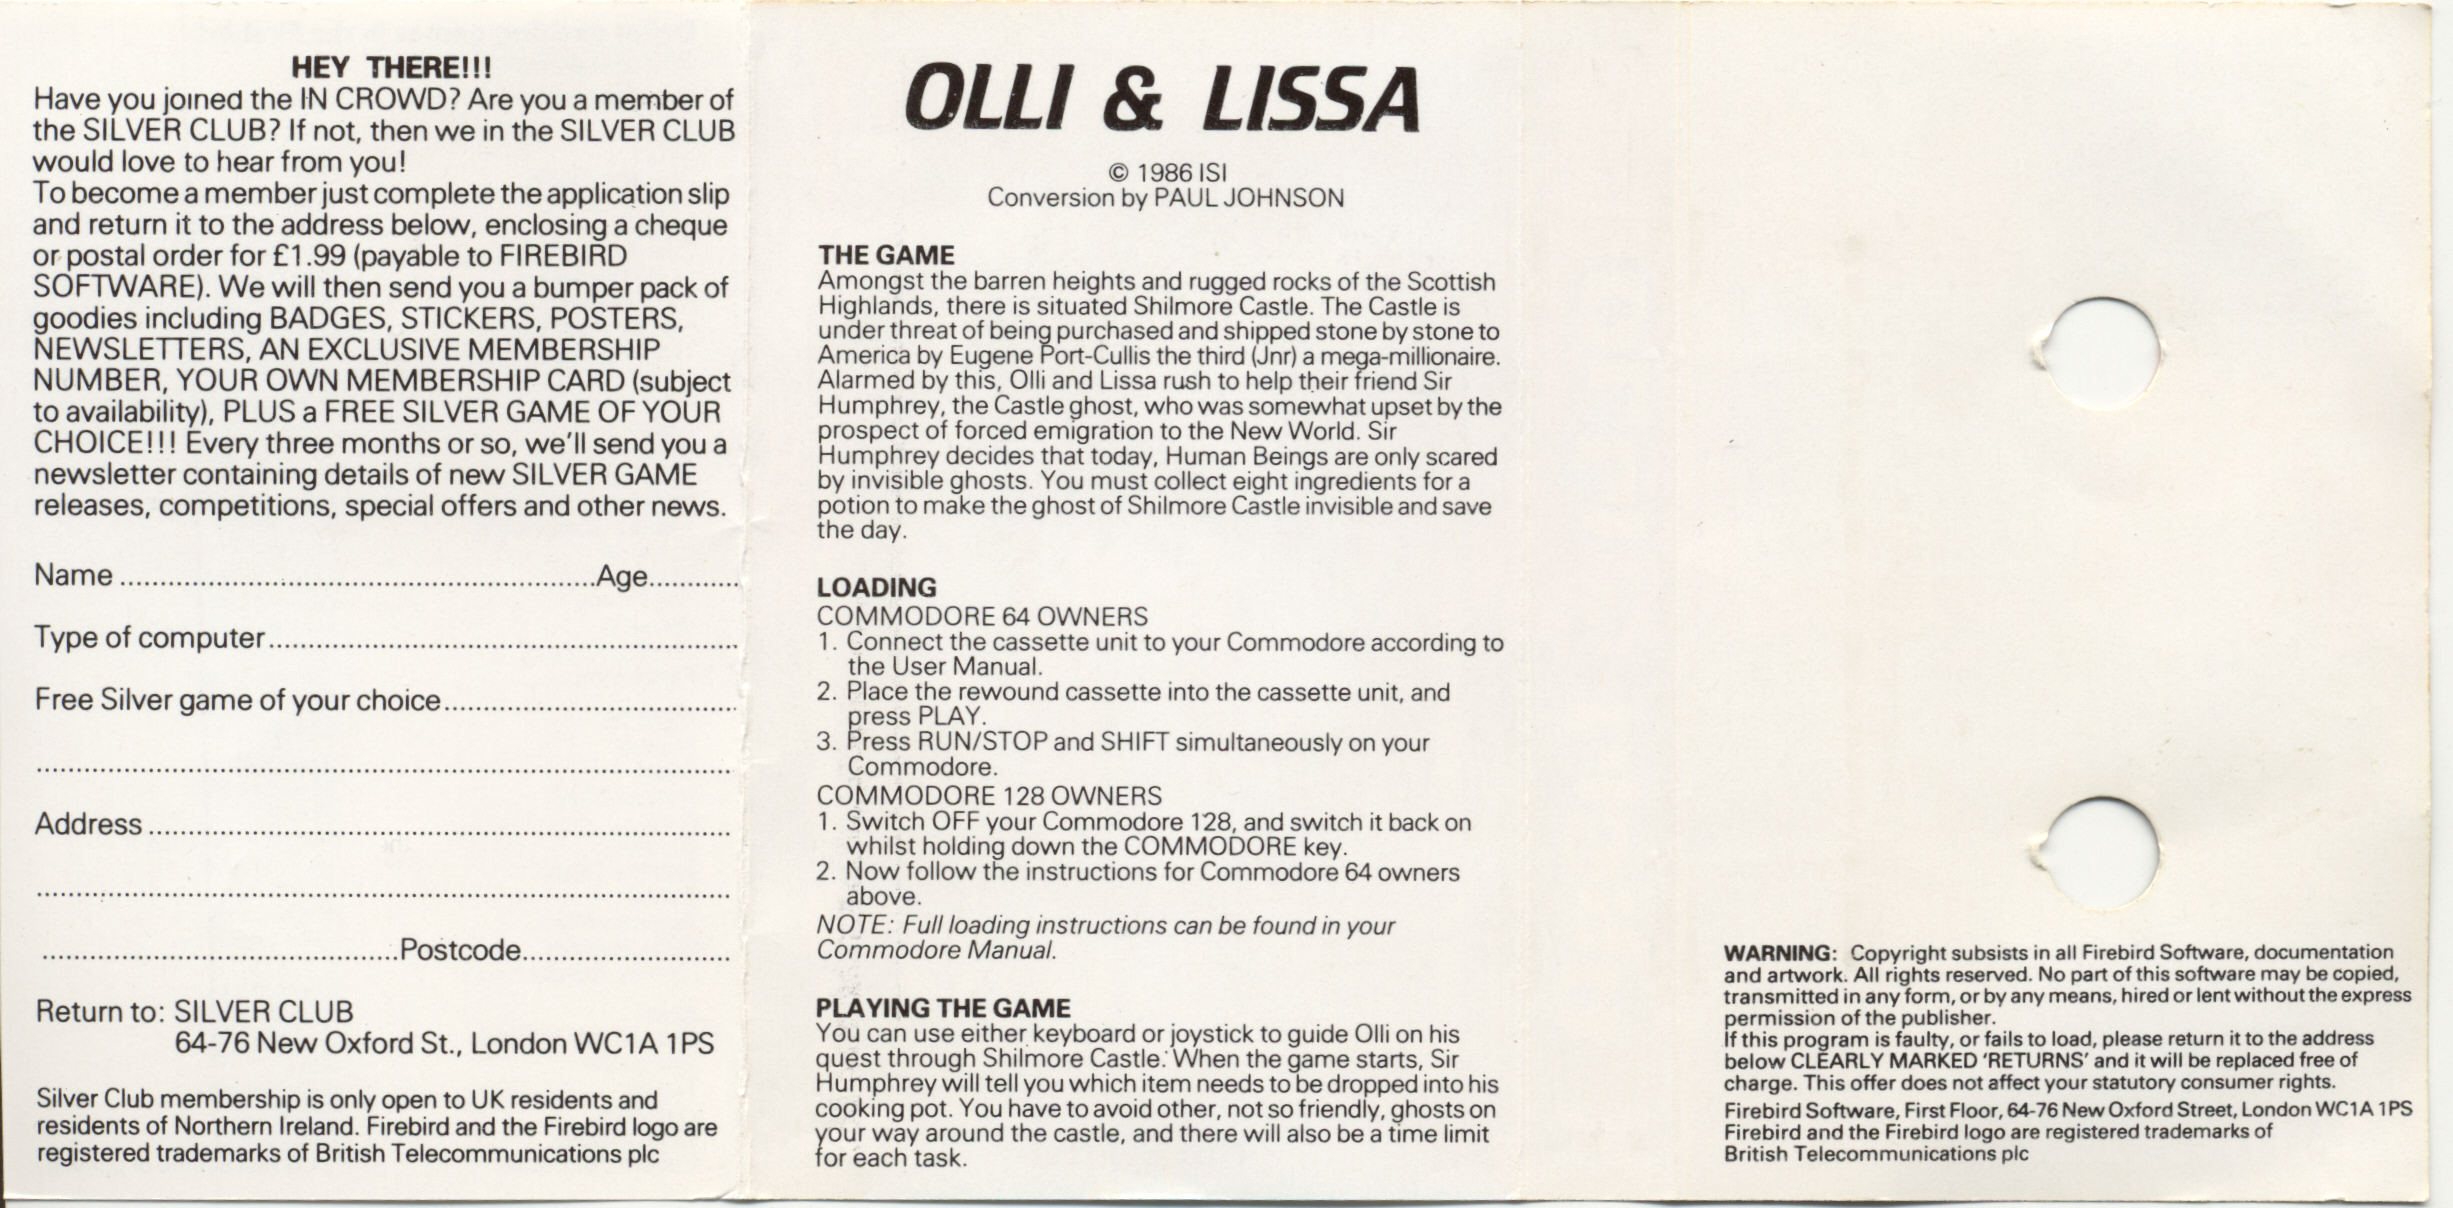 HEY THERE!!!
Have you joined the IN CROWD? Are you a member of
the SILVER CLUB? If not, then we in the SILVER CLUB
would love to hear from you!
To become a member just complete the application slip
and return it to the address below, enclosing a cheque
or postal order for £1.99 (payable to FIREBIRD
SOFTWARE). We will then send you a bumper pack of
goodies including BADGES, STICKERS, POSTERS,
NEWSLETTERS, AN EXCLUSIVE MEMBERSHIP
NUMBER, YOUR OWN MEMBERSHIP CARD (subject
to availability), PLUS a FREE SILVER GAME OF YOUR
CHOICE!!! Every three months or so, we'll send you a
newsletter containing details of new SILVER GAME
releases, competitions, special offers and other news.
Name ............................................................Age............
Type of computer..........................................................
Free Silver game of your choice....................................
......................................................................................
Address ........................................................................
......................................................................................
............................................Postcode..........................
Return to: SILVER CLUB
64-76 New Oxford St., London WC1A 1PS
Silver Club membership is only open to UK residents and
residents of Northern Ireland. Firebird and the Firebird logo are
registered trademarks of British Telecommunications plc
OLLI & LISSA
© 1986 ISI
Conversion by PAUL JOHNSON
THE GAME
Amongst the barren heights and rugged rocks of the Scottish
Highlands, there is situated Shilmore Castle. The Castle is
under threat of being purchased and shipped stone by stone to
America by Eugene Port-Cullis the third (Jnr) a mega-millionaire.
Alarmed by this, Olli and Lissa rush to help their friend Sir
Humphrey, the Castle ghost, who was somewhat upset by the
prospect of forced emigration to the New World. Sir
Humphrey decides that today, Human Beings are only scared
by invisible ghosts. You must collect eight ingredients for a
potion to make the ghost of Shilmore Castle invisible and save
the day.
LOADING
COMMODORE 64 OWNERS
1. Connect the cassette unit to your Commodore according to
the User Manual.
2. Place the rewound cassette into the cassette unit, and
press PLAY.
3. Press RUN/STOP and SHIFT simultaneously on your
Commodore.
COMMODORE 128 OWNERS
1. Switch OFF your Commodore 128, and switch it back on
whilst holding down the COMMODORE key.
2. Now follow the instructions for Commodore 64 owners
above.
NOTE: Full loading instructions can be found in your
Commodore Manual.
PLAYING THE GAME
You can use either keyboard or joystick to guide Olli on his
quest through Shilmore Castle. When the game starts, Sir
Humphrey will tell you which item needs to be dropped into his
cooking pot. You have to avoid other, not so friendly, ghosts on
your way around the castle, and there will also be a time limit
for each task.
WARNING: Copyright subsists in all Firebird Software, documentation
and artwork. All rights reserved. No part of this software may be copied,
transmitted in any form, or by any means, hired or lent without the express
permission of the publisher.
If this program is faulty, or fails to load, please return it to the address
below CLEARLY MARKED 'RETURNS' and it will be replaced free of
charge. This offer does not affect your statutory consumer rights.
Firebird Software, First Floor, 64-76 New Oxford Street, London WC1A 1PS
Firebird and the Firebird logo are registered trademarks of
British Telecommunications plc